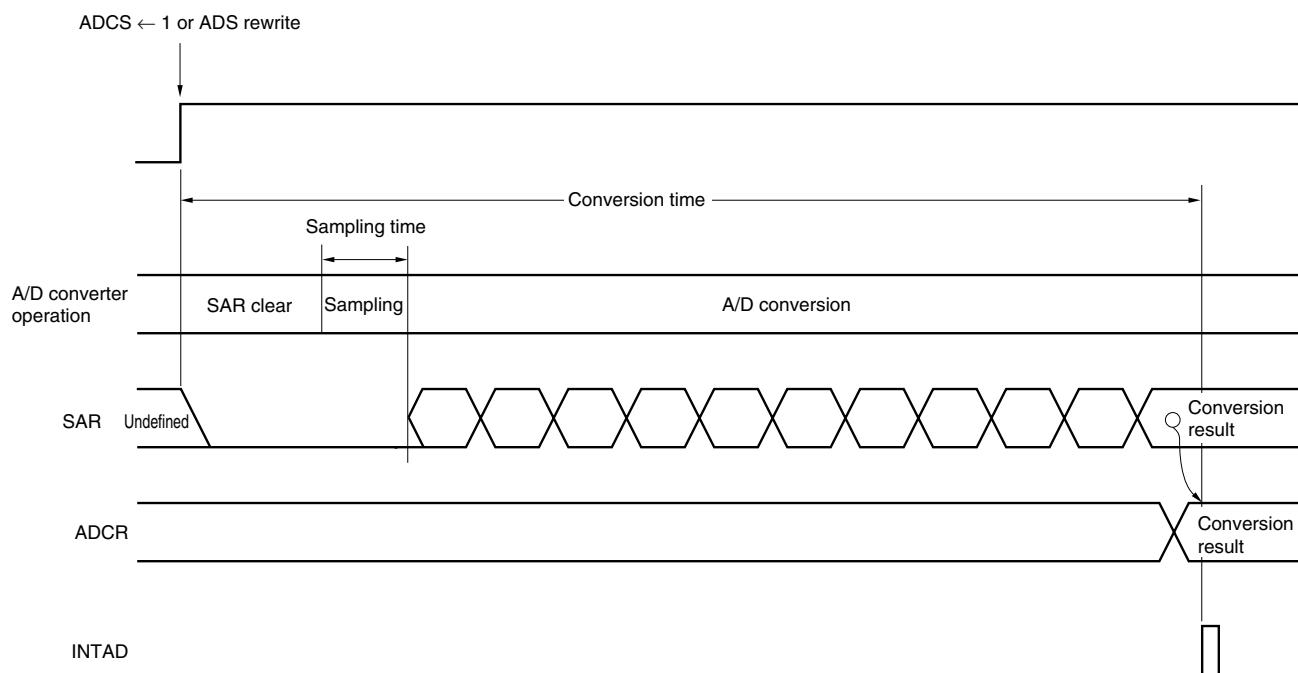 ADCS ← 1 or ADS rewrite
Conversion time
Sampling time
A/D converter
operation
SAR clear
Sampling
A/D conversion
SAR
Undefined
Conversion
result
ADCR
Conversion
result
INTAD